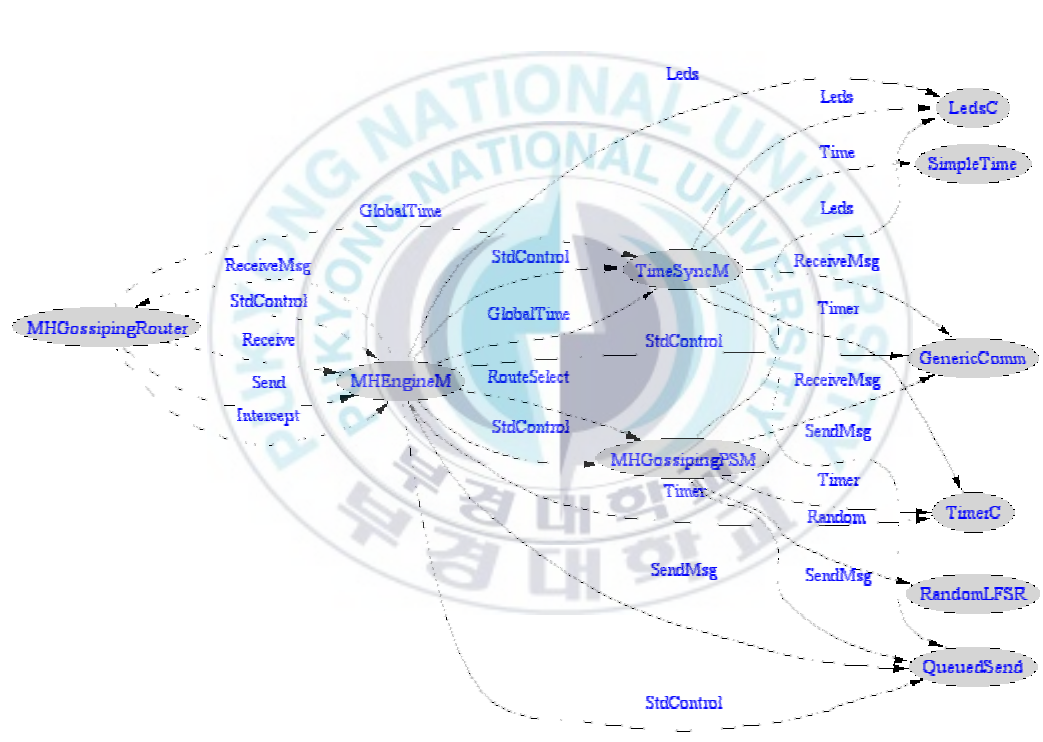 Leds
Leds
LedsC
Time
SimpleTime
Leds
GlobalTime
StdControl
ReceiveMsg
ReceiveMsg
TimeSyncM
StdControl
GlobalTime
Timer
MHGossipingRouter
Receive
StdControl
GenericComm
MHEngineM
RouteSelect
ReceiveMsg
Send
Intercept
StdControl
SendMsg
MHGossipingPSM
Timer
Timer
Random
TimerC
SendMsg
SendMsg
RandomLFSR
QueuedSend
StdControl
PUKYONG NATIONAL UNIVERSITY
PUKYONG NATIONAL UNIVERSITY
부경대학교
부경대학교